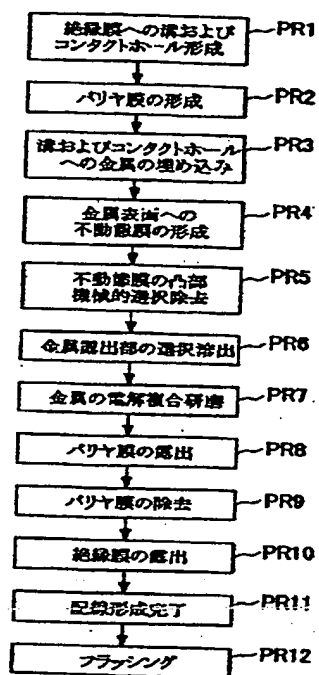 絶縁膜への溝および
コンタクトホール形成
PR1
バリヤ膜の形成
PR2
溝およびコンタクトホール
への金属の埋め込み
PR3
金属表面への
不動態膜の形成
PR4
不動態膜の凸部
機械的選択除去
PR5
金属露出部の選択溶出
PR6
金属の電解複合研磨
PR7
バリヤ膜の露出
PR8
バリヤ膜の除去
PR9
絶縁膜の露出
PR10
配線形成完了
PR11
フラッシング
PR12